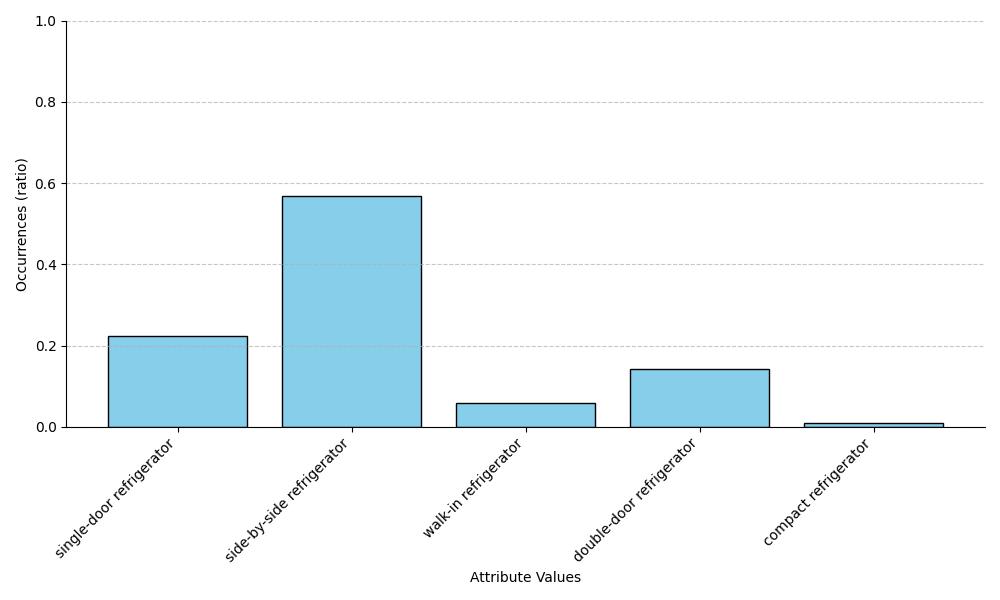 1.0
0.8
0.6
0.4
0.2
0.0
Occurrences (ratio)
single-door refrigerator
side-by-side refrigerator
walk-in refrigerator
double-door refrigerator
compact refrigerator
Attribute Values